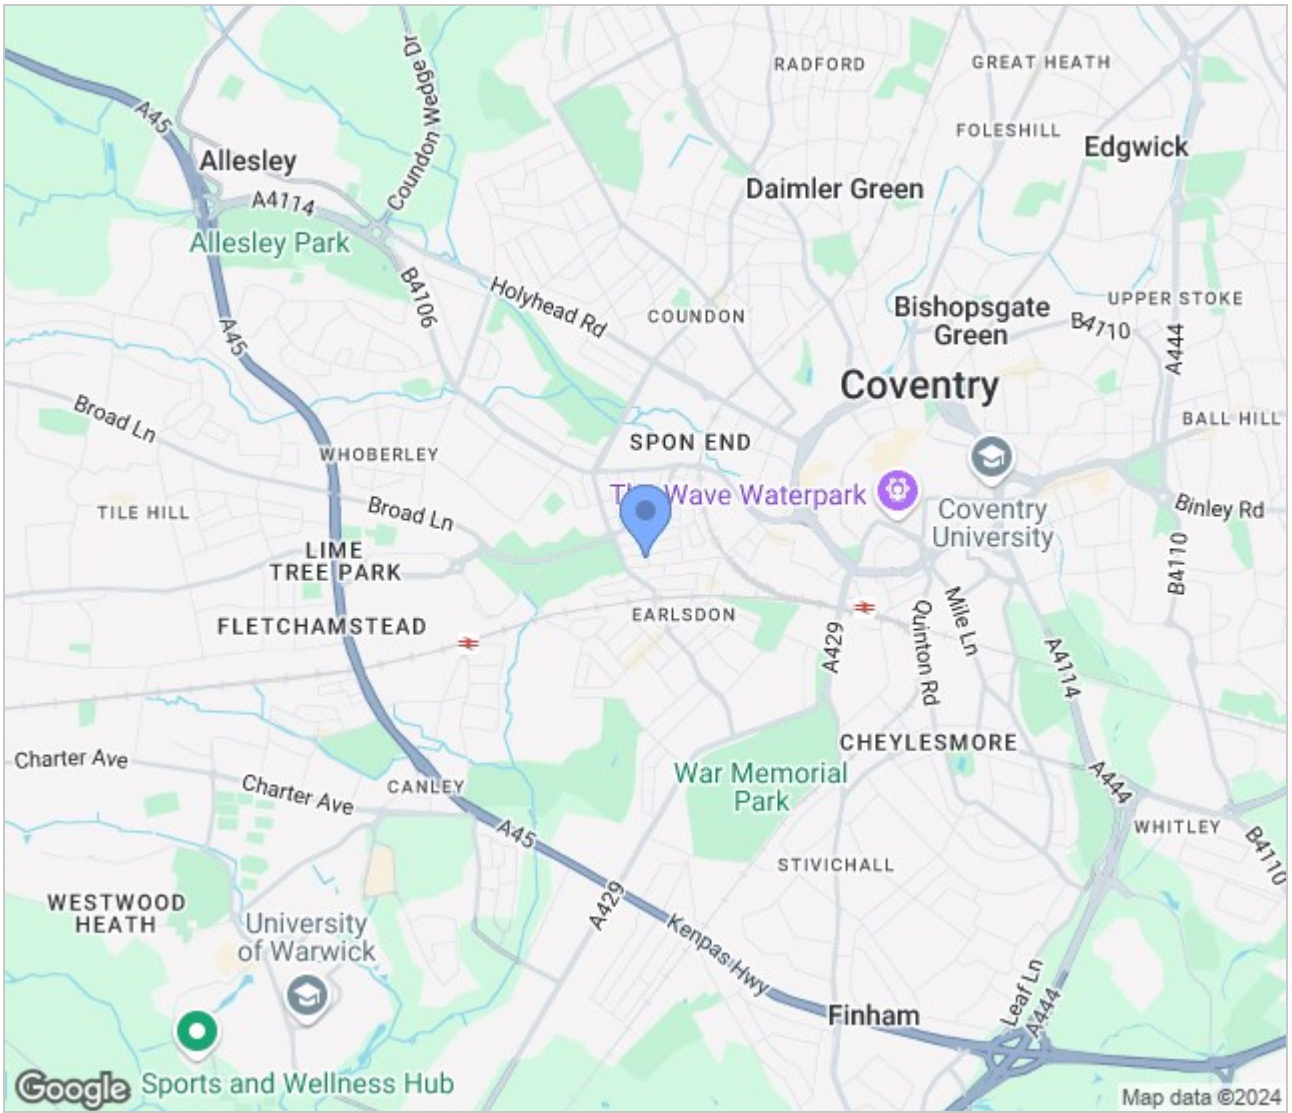 RADFORD
GREAT HEATH
Coundon Wedge Dr
A45
FOLESHILL
Edgwick
Allesley
Daimler Green
A4114
Allesley Park
B4106
Holyhead Rd
COUNDON
Bishopsgate
Green
UPPER STOKE
B4110
A444
A45
Coventry
Broad Ln
BALL HILL
SPON END
WHOBERLEY
The Wave Waterpark
Broad Ln
TILE HILL
Coventry
University
Binley Rd
LIME
TREE PARK
B4110
EARLSDON
FLETCHAMSTEAD
Mile Ln
Quinton Rd
A429
A4114
CHEYLESMORE
Charter Ave
War Memorial
Park
Charter Ave
CANLEY
A444
WHITLEY
A45
B4110
STIVICHALL
WESTWOOD
HEATH
A429
University
of Warwick
Kenpas Hwy
Leaf Ln
A444
Finham
Sports and Wellness Hub
Google
Map data ©2024